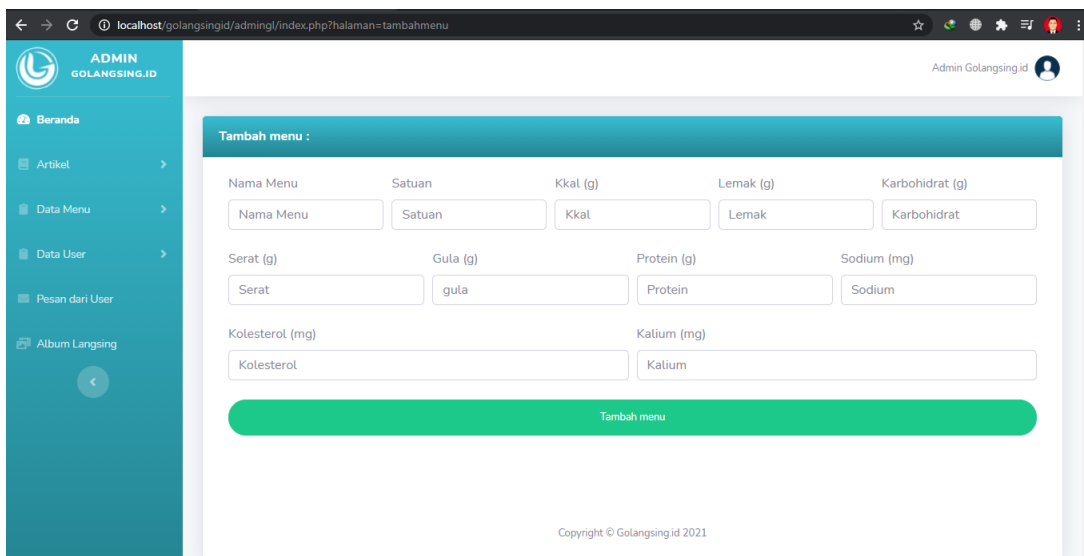 localhost/golangsingid/admingl/index.php?halaman=tambahmenu
ADMIN
GOLANGSING.ID
Admin Golangsing.id
Beranda
Artikel
Data Menu
Data User
Pesan dari User
Album Langsing
Tambah menu :
Nama Menu Satuan Kkal (g) Lemak (g) Karbohidrat (g)
Nama Menu Satuan Kkal Lemak Karbohidrat
Serat (g) Gula (g) Protein (g) Sodium (mg)
Serat gula Protein Sodium
Kolesterol (mg) Kalium (mg)
Kolesterol Kalium
Tambah menu
Copyright © Golangsing.id 2021